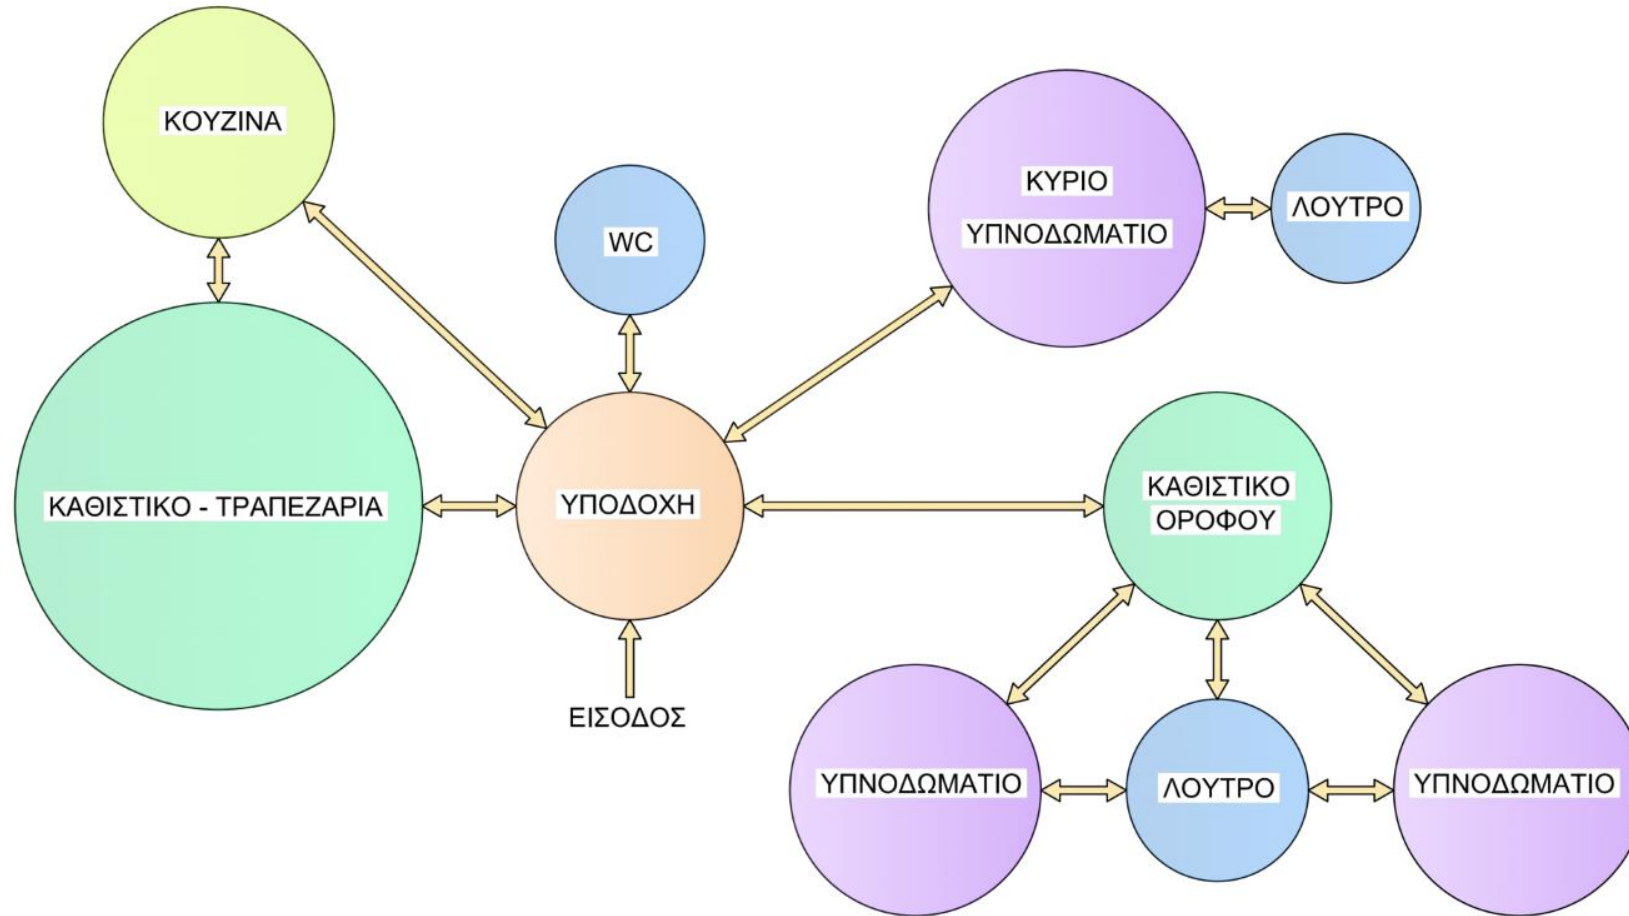 ΚΟΥΖΙΝΑ
WC
ΚΥΡΙΟ
ΥΠΝΟΔΩΜΑΤΙΟ
ΛΟΥΤΡΟ
ΚΑΘΙΣΤΙΚΟ - ΤΡΑΠΕΖΑΡΙΑ
ΥΠΟΔΟΧΗ
ΚΑΘΙΣΤΙΚΟ
ΟΡΟΦΟΥ
ΕΙΣΟΔΟΣ
ΥΠΝΟΔΩΜΑΤΙΟ
ΛΟΥΤΡΟ
ΥΠΝΟΔΩΜΑΤΙΟ